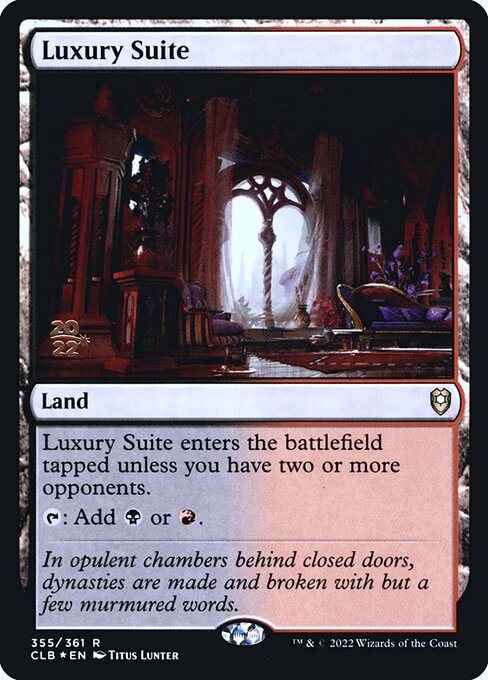 Luxury Suite
20
22
Land
Luxury Suite enters the battlefield
tapped unless you have two or more
opponents.
: Add or .
In opulent chambers behind closed doors,
dynasties are made and broken with but a
few murmured words.
355/361 R
CLB EN Titus Lunter
™ & © 2022 Wizards of the Coast